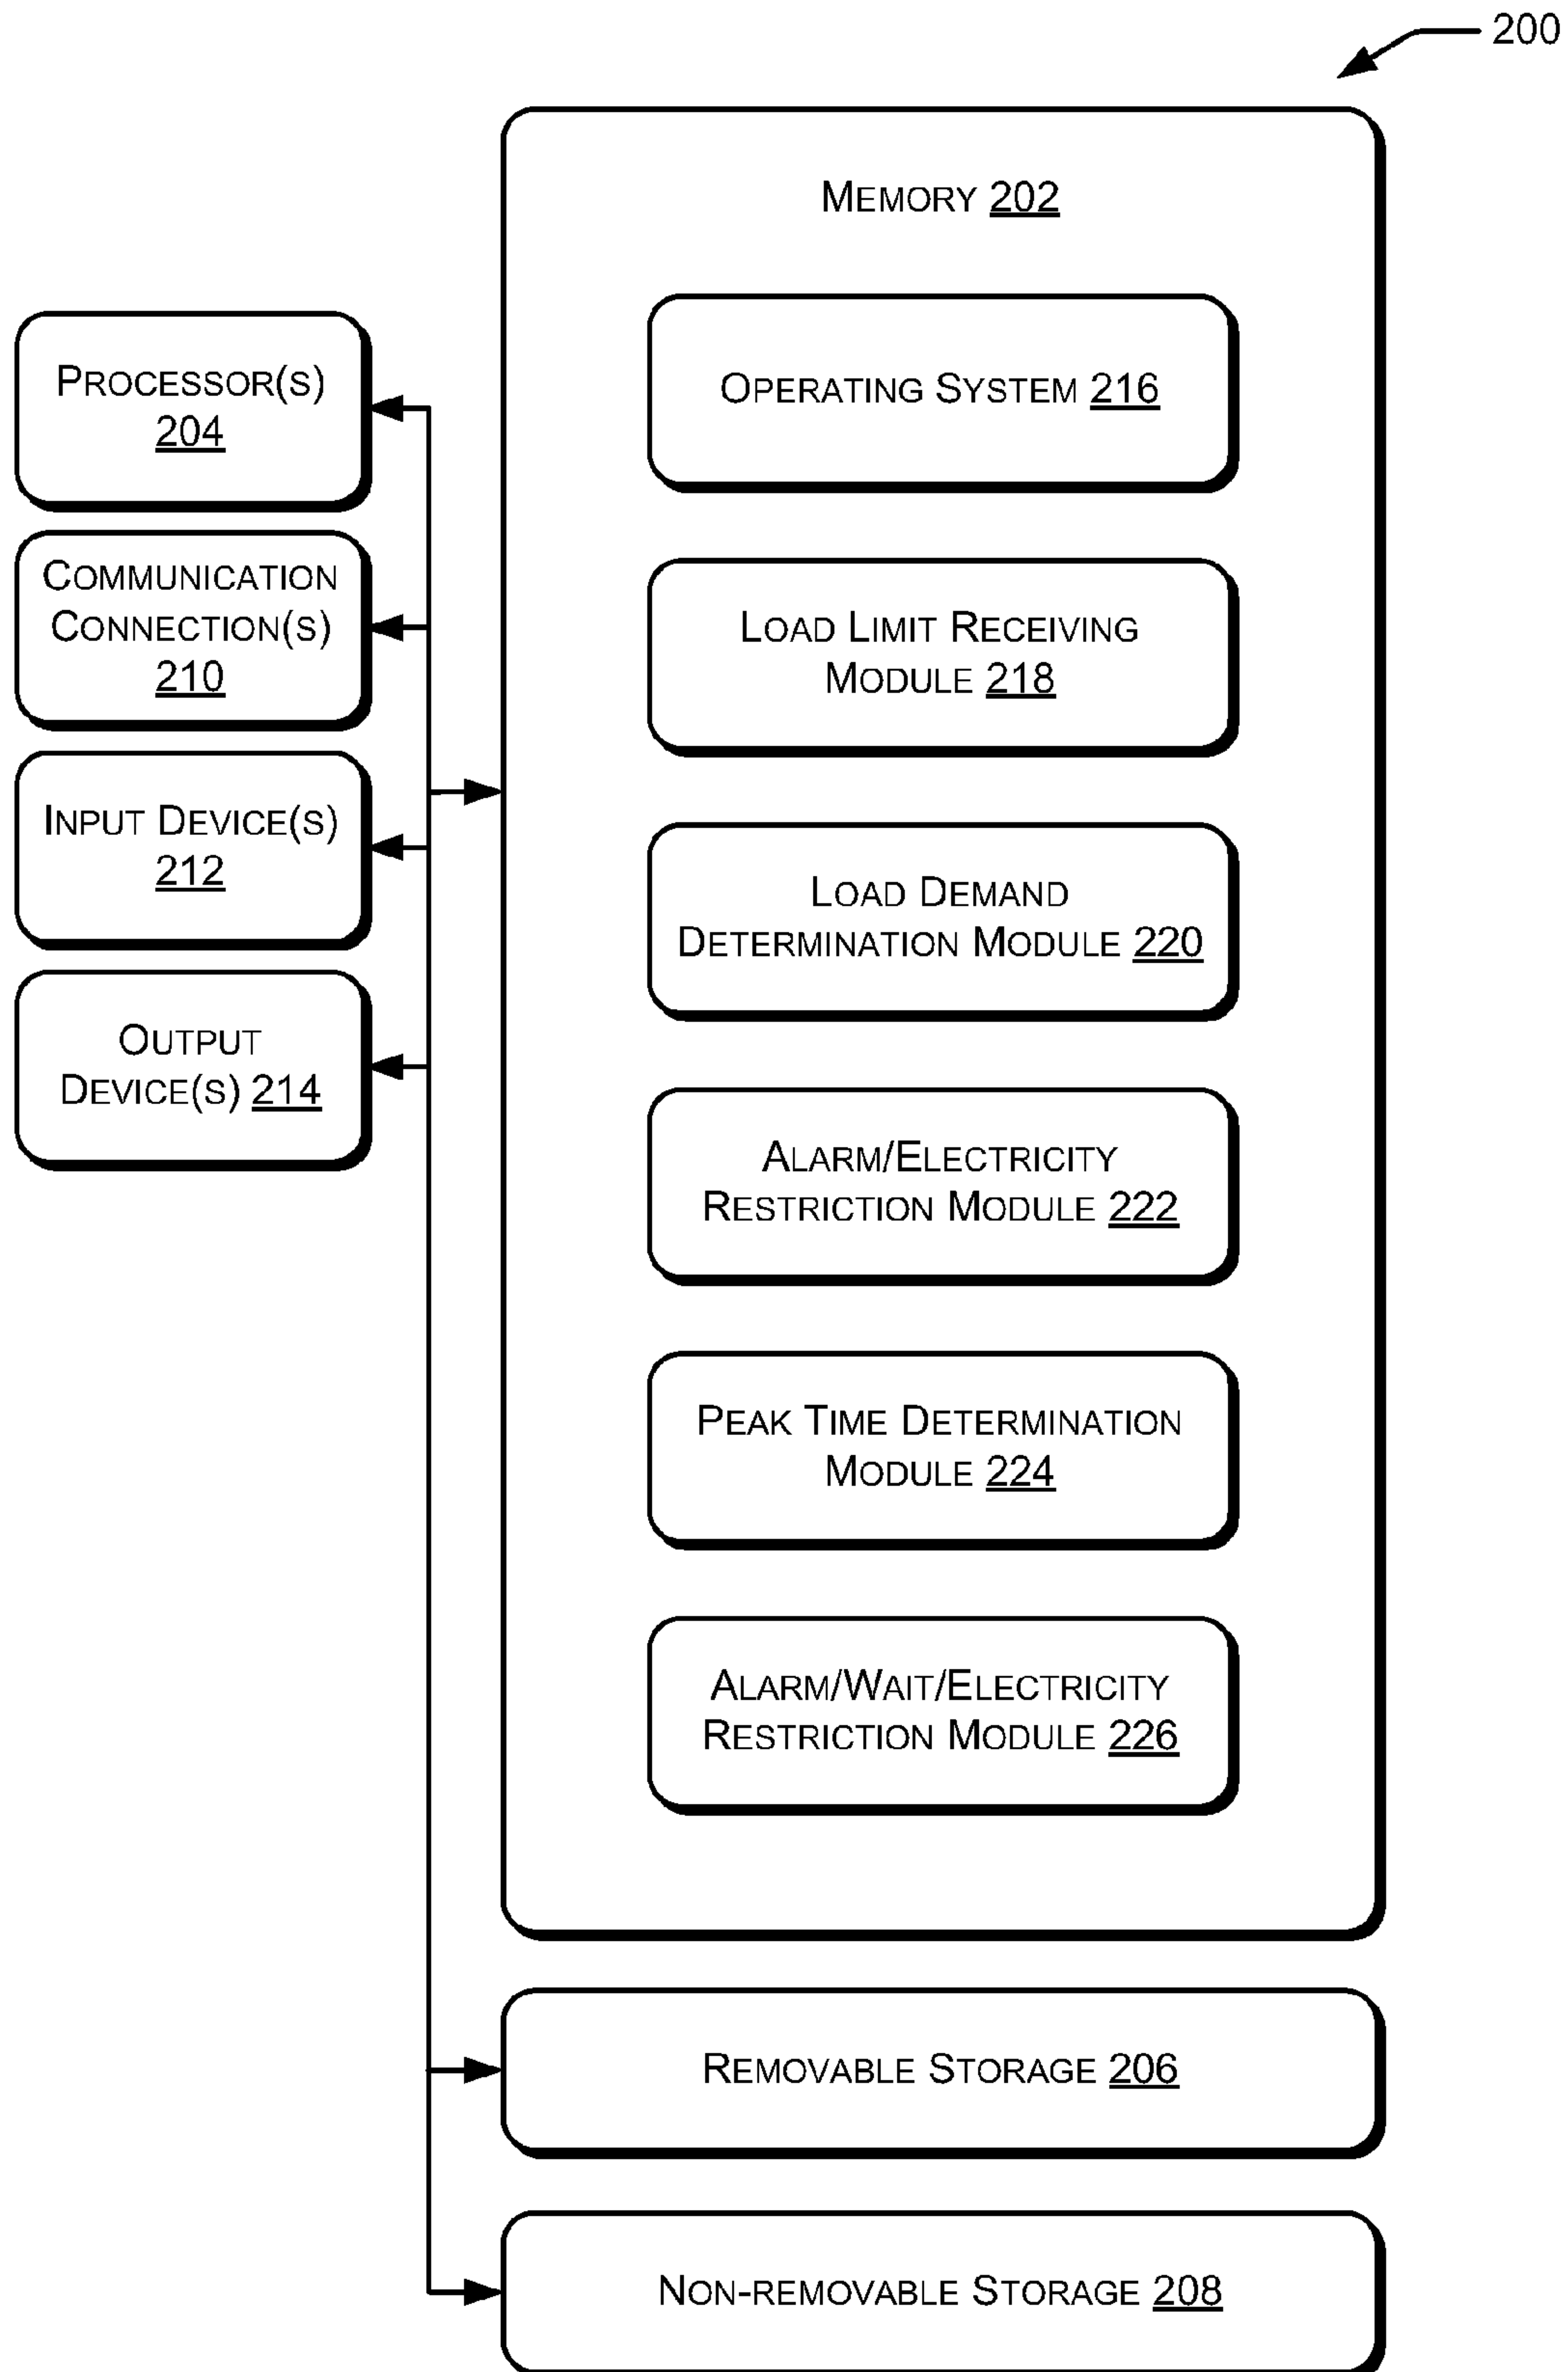 200
MEMORY 202
OPERATING SYSTEM 216
LOAD LIMIT RECEIVING
MODULE 218
LOAD DEMAND
DETERMINATION MODULE 220
ALARM/ELECTRICITY
RESTRICTION MODULE 222
PEAK TIME DETERMINATION
MODULE 224
ALARM/WAIT/ELECTRICITY
RESTRICTION MODULE 226
PROCESSOR(S)
204
COMMUNICATION
CONNECTION(S)
210
INPUT DEVICE(S)
212
OUTPUT
DEVICE(S) 214
REMOVABLE STORAGE 206
NON-REMOVABLE STORAGE 208